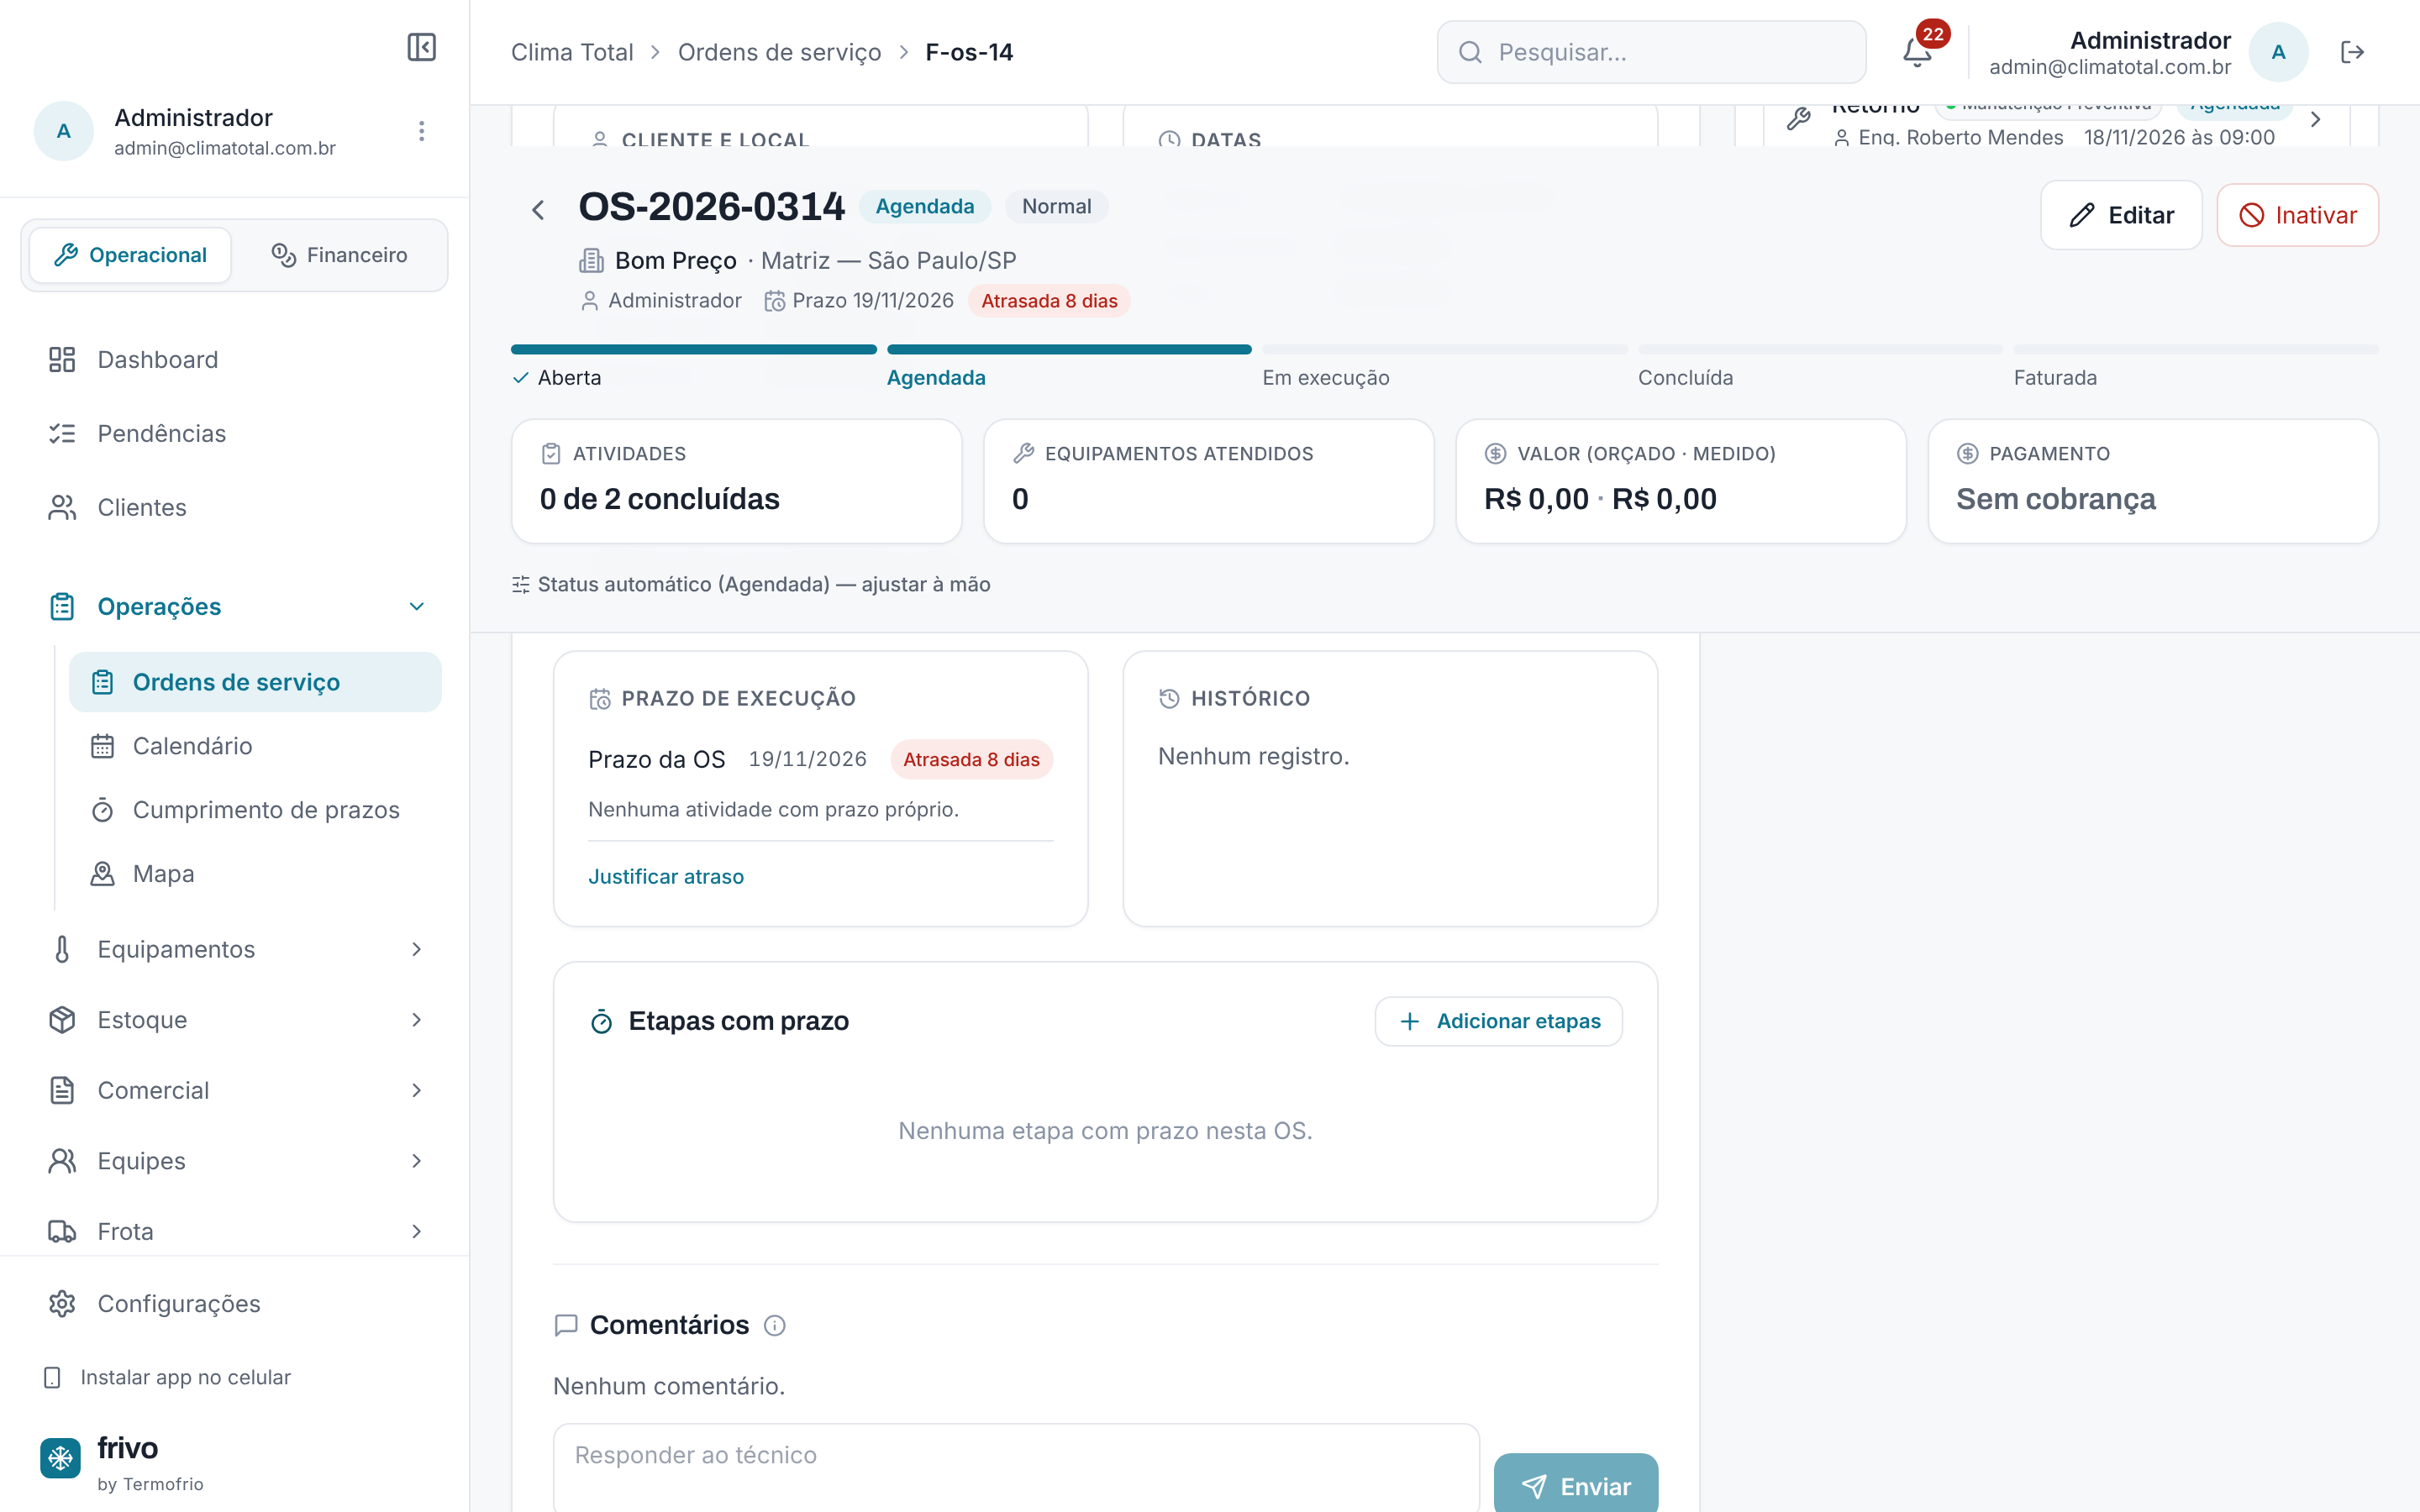 Administrador
admin@climatotal.com.br
Operacional
Financeiro
Dashboard
Pendências
Clientes
Operações
Ordens de serviço
Calendário
Cumprimento de prazos
Mapa
Equipamentos
Estoque
Comercial
Equipes
Frota
Configurações
Instalar app no celular
frivo
by Termofrio
Clima Total > Ordens de serviço > F-os-14
Pesquisar...
22
Administrador
admin@climatotal.com.br
A
A
CLIENTE E LOCAL
DATAS
Retorno Manutenção Preventiva Agendada
Eng. Roberto Mendes 18/11/2026 às 09:00
OS-2026-0314 Agendada Normal
Editar
Inativar
Bom Preço · Matriz — São Paulo/SP
Administrador Prazo 19/11/2026 Atrasada 8 dias
Aberta
Agendada
Em execução
Concluída
Faturada
ATIVIDADES
0 de 2 concluídas
EQUIPAMENTOS ATENDIDOS
0
VALOR (ORÇADO · MEDIDO)
R$ 0,00 · R$ 0,00
PAGAMENTO
Sem cobrança
Status automático (Agendada) — ajustar à mão
PRAZO DE EXECUÇÃO
Prazo da OS 19/11/2026 Atrasada 8 dias
Nenhuma atividade com prazo próprio.
Justificar atraso
HISTÓRICO
Nenhum registro.
Etapas com prazo
Adicionar etapas
Nenhuma etapa com prazo nesta OS.
Comentários
Nenhum comentário.
Responder ao técnico
Enviar